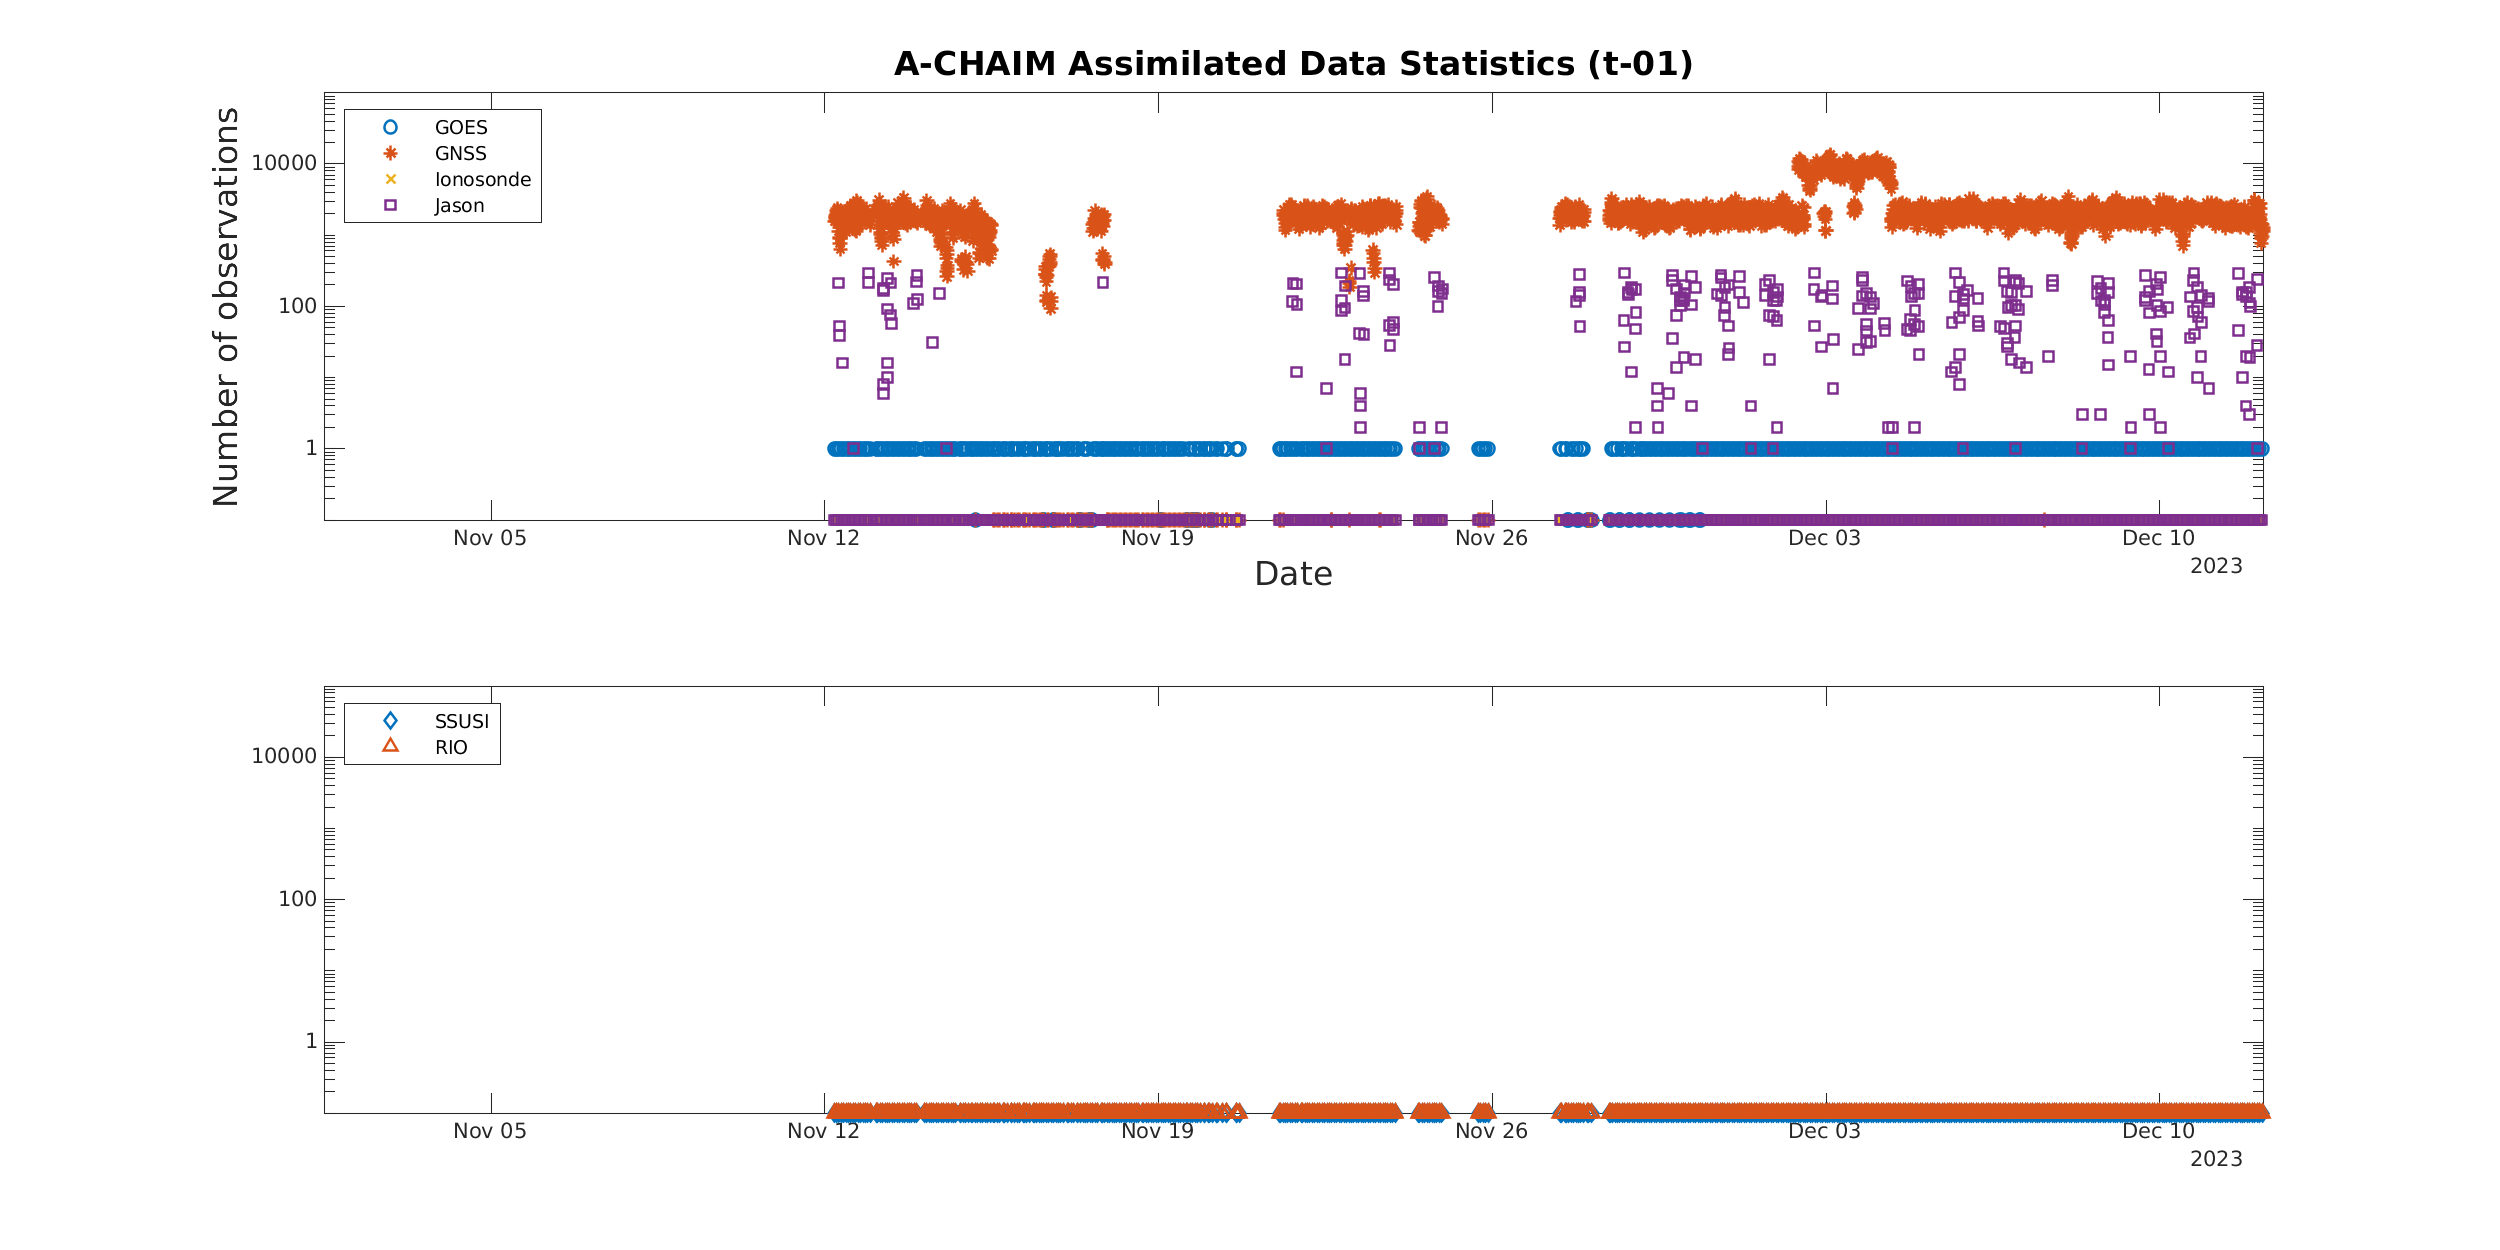 A-CHAIM Assimilated Data Statistics (t-01)
Number of observations
10000
100
1
GOES
GNSS
Ionosonde
Jason
Nov 05
Nov 12
Nov 19
Nov 26
Dec 03
Dec 10
2023
Date
10000
100
1
SSUSI
RIO
Nov 05
Nov 12
Nov 19
Nov 26
Dec 03
Dec 10
2023